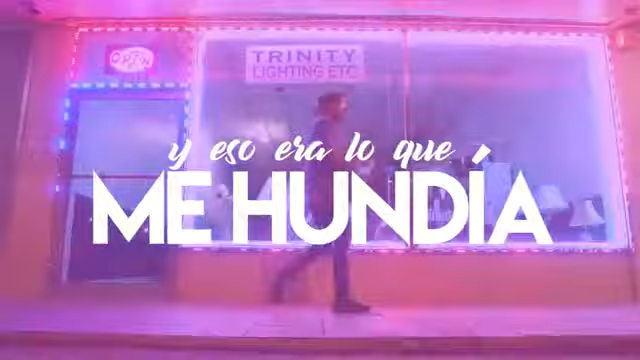 OPEN
TRINITY
LIGHTING ETC
y eso era lo que
ME HUNDÍA